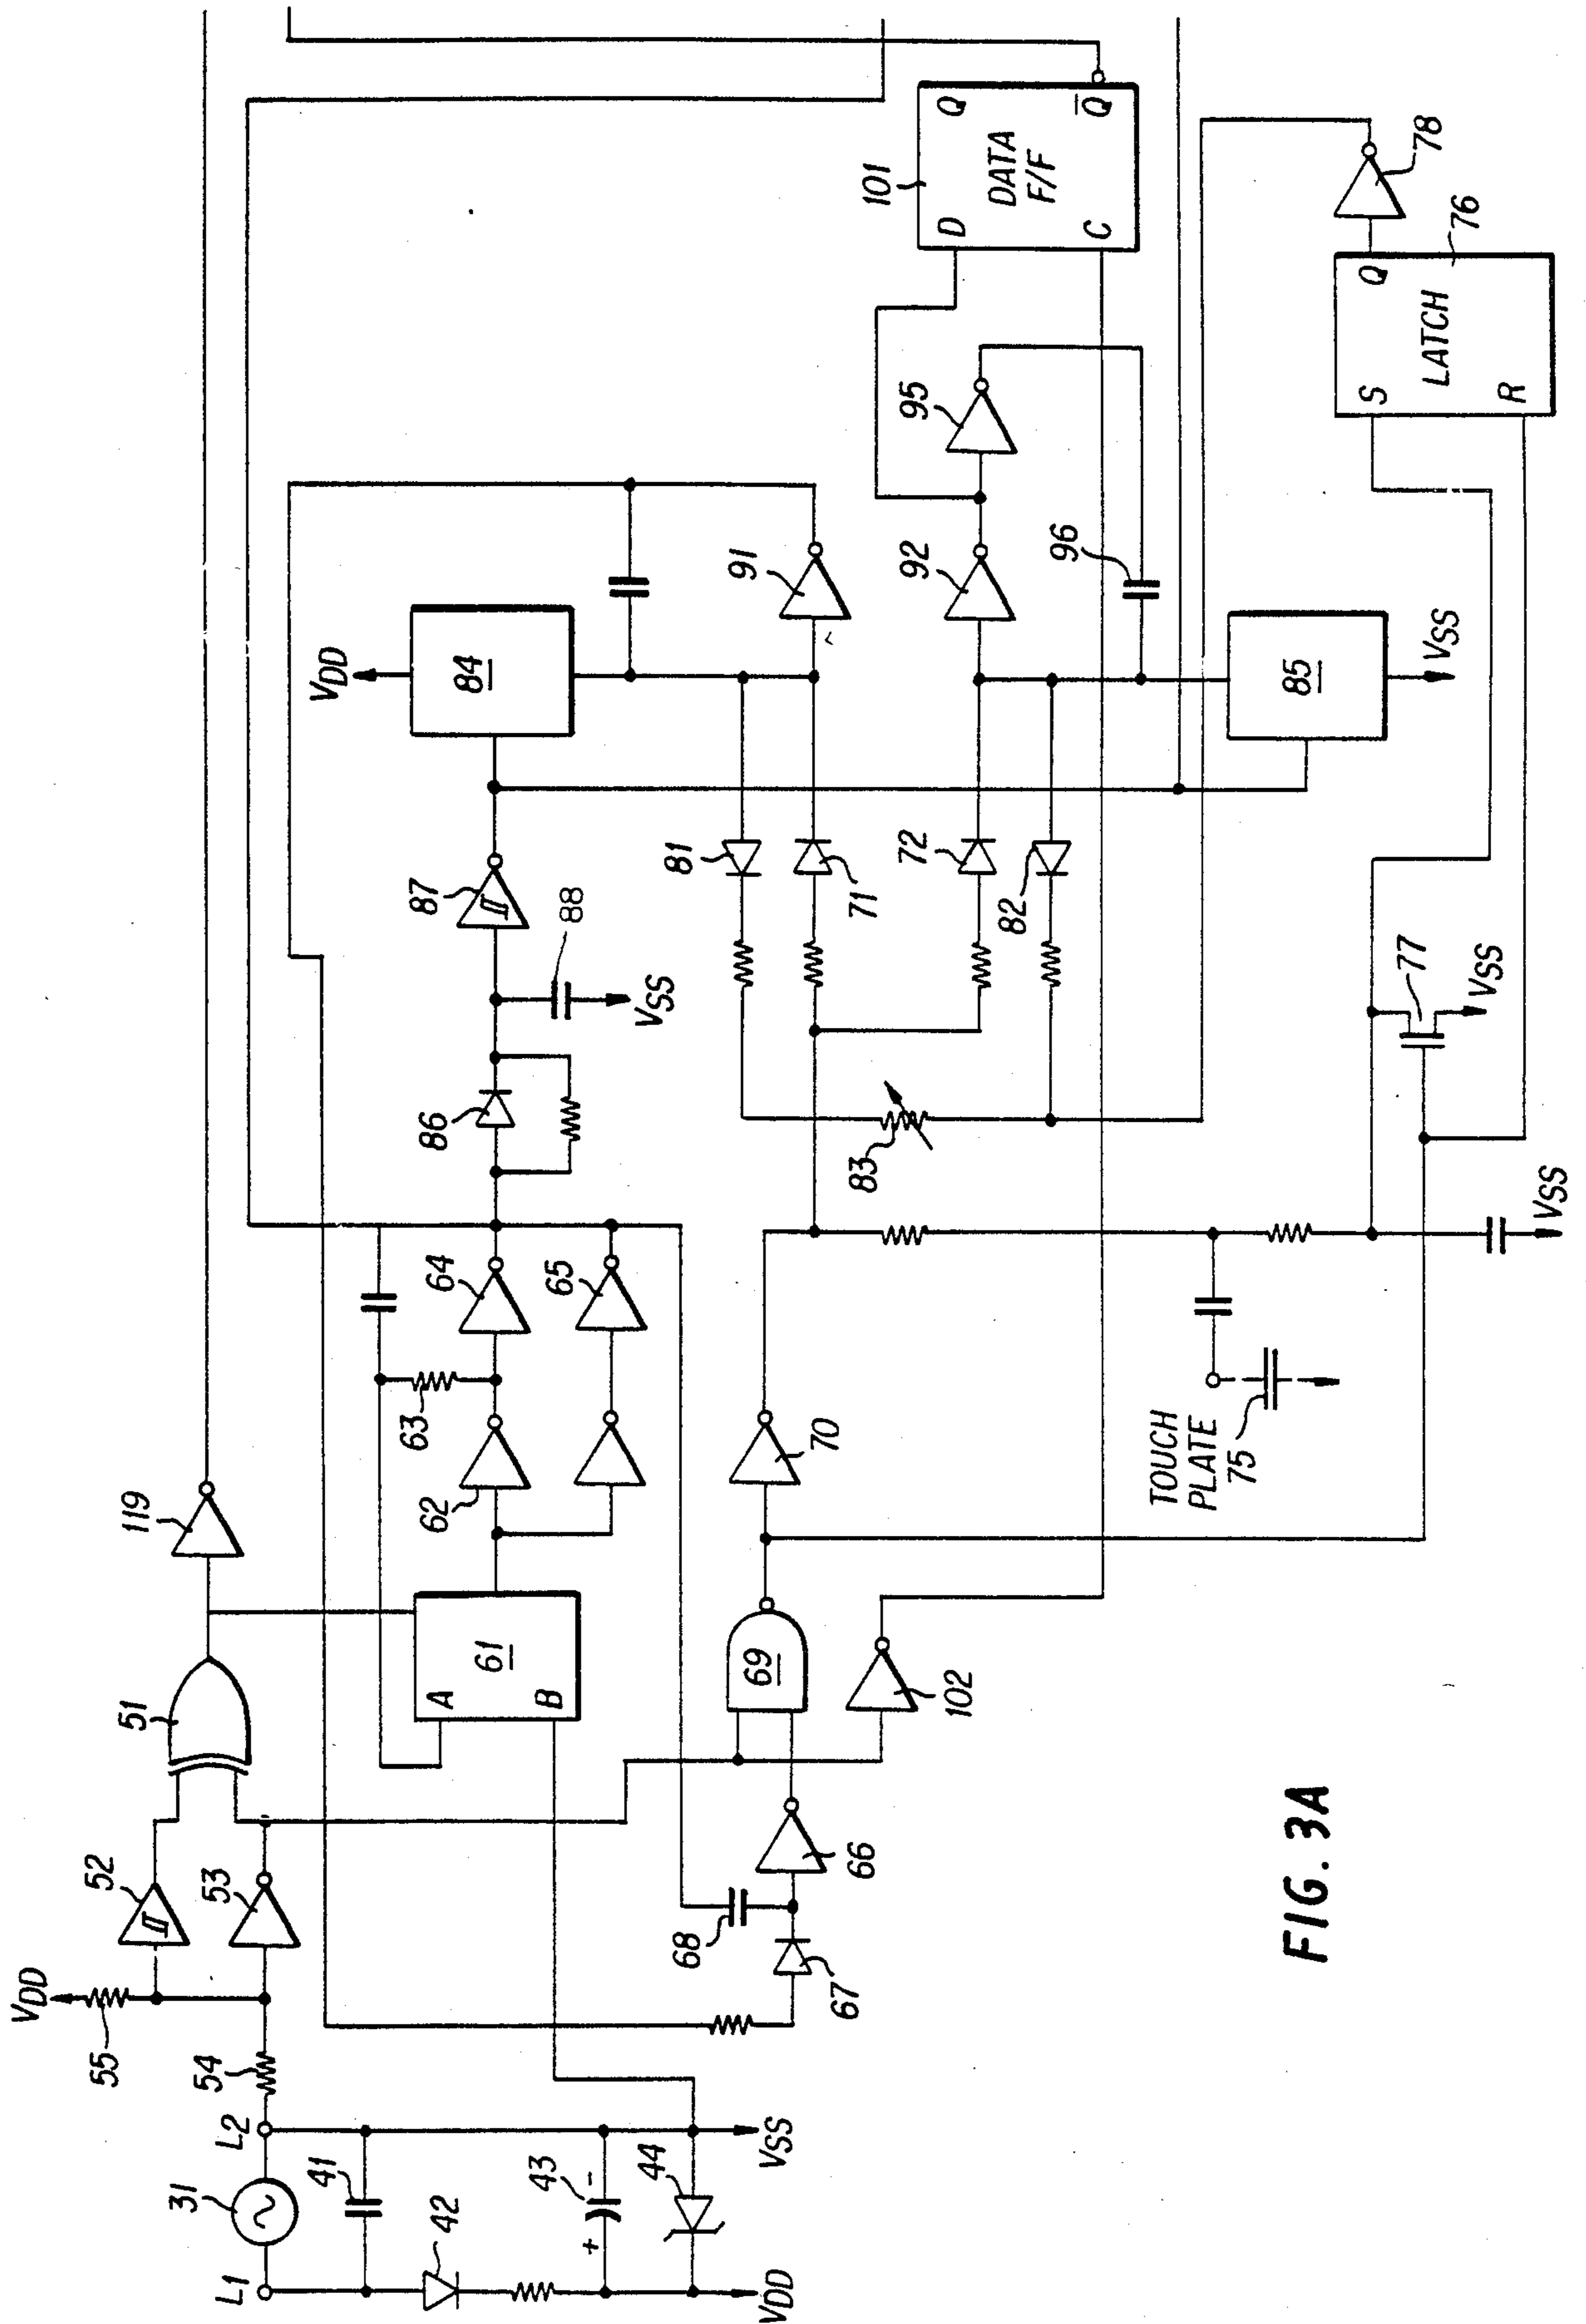 FIG. 3A
L1
L2
31
41
42
43
+
-
44
VDD
VSS
54
55
VDD
52
53
51
119
61
A
B
62
63
64
65
66
67
68
69
102
70
86
87
88
VSS
VDD
84
81
71
72
82
83
91
92
95
96
85
VSS
101
D
Q
DATA
F/F
C
Q̅
TOUCH
PLATE
75
VSS
77
VSS
S
Q
LATCH
R
76
78